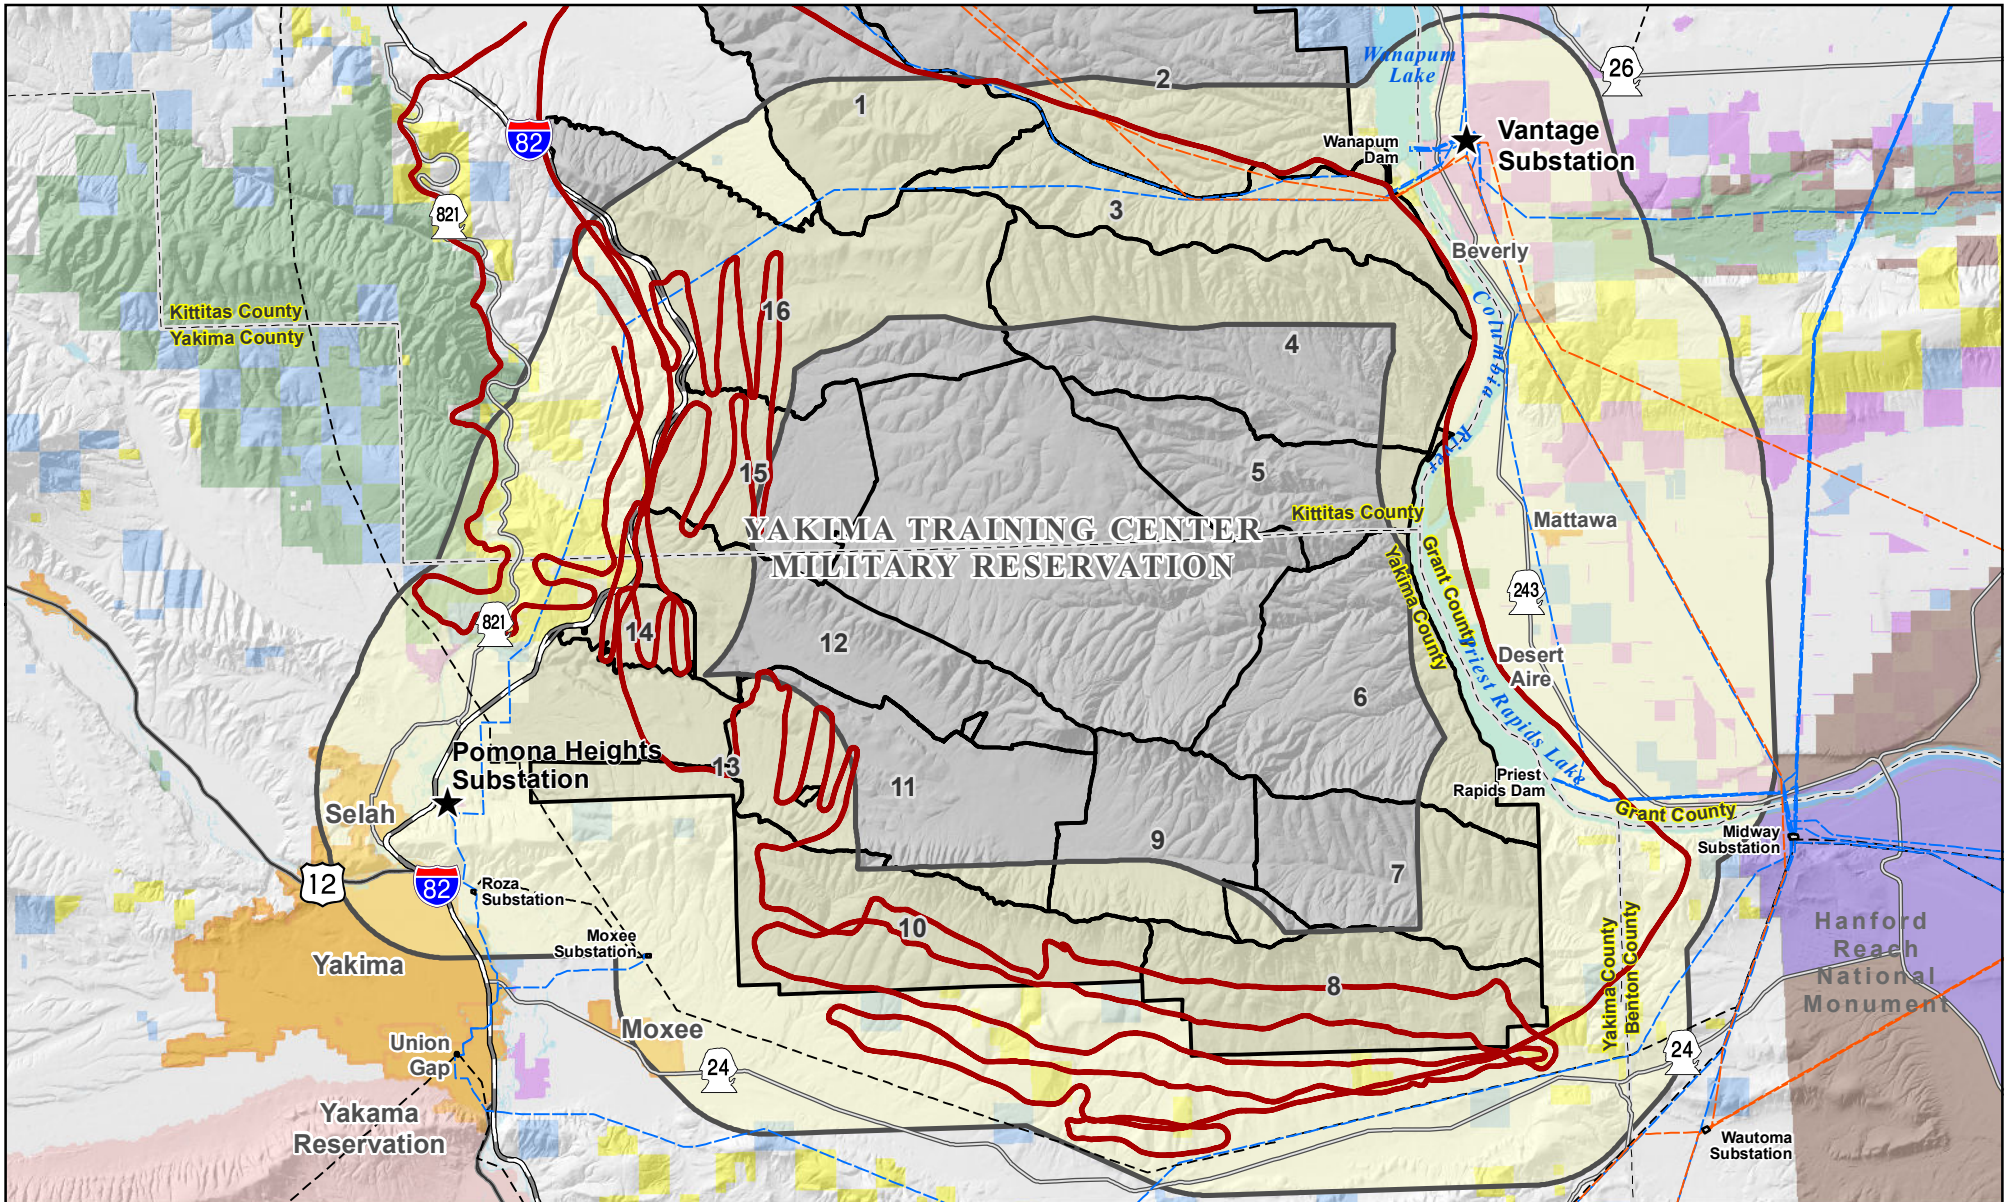 Wanapum
Lake
26
2
1
82
Wanapum
Dam
Vantage
Substation
821
3
Beverly
Kittitas County
Yakima County
16
Columbia
River
4
15
5
Kittitas County
Mattawa
YAKIMA TRAINING CENTER
MILITARY RESERVATION
Grant County
Yakima County
243
821
14
12
Desert
Aire
Priest Rapids Lake
6
Pomona Heights
Substation
13
11
Priest
Rapids Dam
Grant County
Selah
Midway
Substation
9
7
12
82
Roza
Substation
10
Hanford
Reach
National
Monument
Moxee
Substation
Yakima
Yakima County
Benton County
8
Moxee
Union
Gap
24
24
Yakama
Reservation
Wautoma
Substation